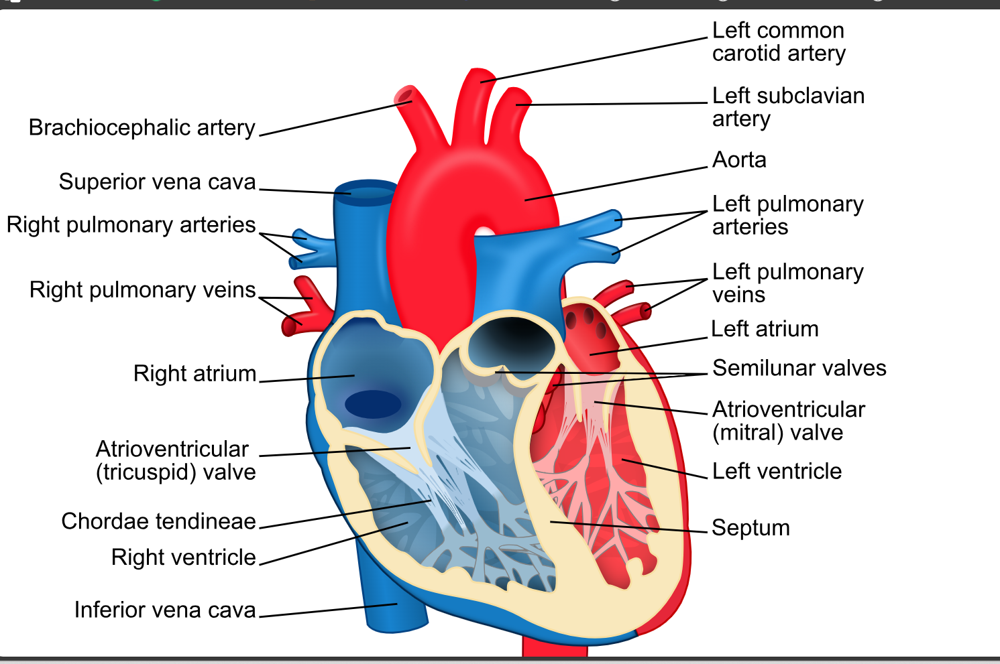 Left common
carotid artery
Left subclavian
artery
Brachiocephalic artery
Aorta
Superior vena cava
Left pulmonary
arteries
Right pulmonary arteries
Left pulmonary
veins
Right pulmonary veins
Left atrium
Semilunar valves
Right atrium
Atrioventricular
(mitral) valve
Atrioventricular
(tricuspid) valve
Left ventricle
Chordae tendineae
Septum
Right ventricle
Inferior vena cava